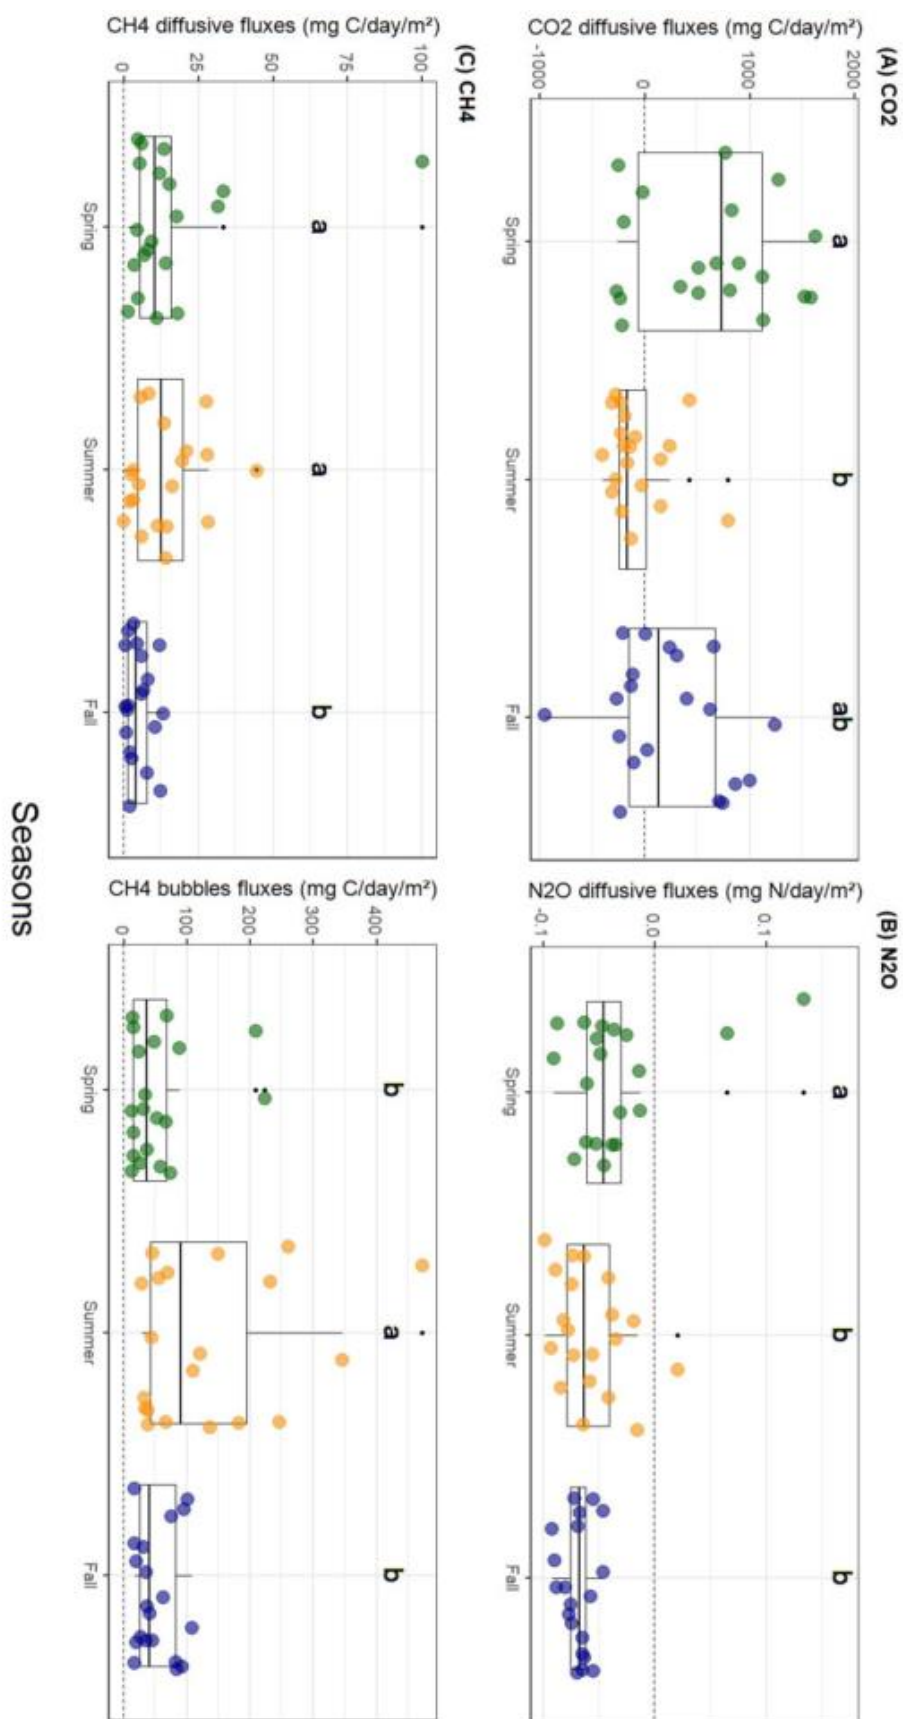 (A) CO2
CO2 diffusive fluxes (mg C/day/m²)
2000
1000
0
-1000
a
b
ab
Spring
Summer
Fall
(B) N2O
N2O diffusive fluxes (mg N/day/m²)
0.1
0.0
-0.1
a
b
b
Spring
Summer
Fall
(C) CH4
CH4 diffusive fluxes (mg C/day/m²)
100
75
50
25
0
a
a
b
Spring
Summer
Fall
CH4 bubbles fluxes (mg C/day/m²)
400
300
200
100
0
b
a
b
Spring
Summer
Fall
Seasons